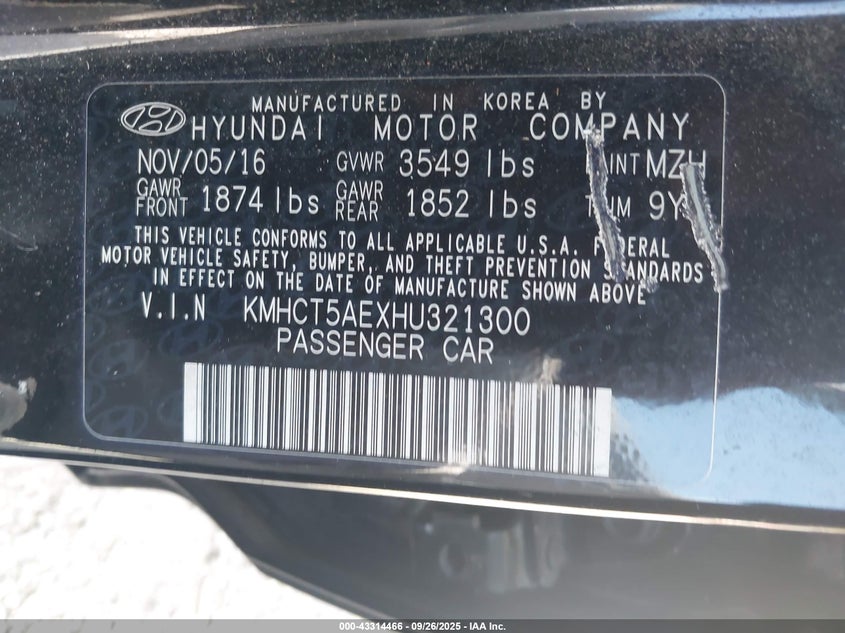 MANUFACTURED IN KOREA BY
HYUNDAI MOTOR COMPANY
NOV/05/16 GVWR 3549 lbs MZH
GAWR FRONT 1874 lbs GAWR REAR 1852 lbs 9Y
THIS VEHICLE CONFORMS TO ALL APPLICABLE U.S.A. FEDERAL
MOTOR VEHICLE SAFETY, BUMPER, AND THEFT PREVENTION STANDARDS
IN EFFECT ON THE DATE OF MANUFACTURE SHOWN ABOVE
V.I.N KMHCT5AEXHU321300
PASSENGER CAR
000-43314466 - 09/26/2025 - IAA Inc.